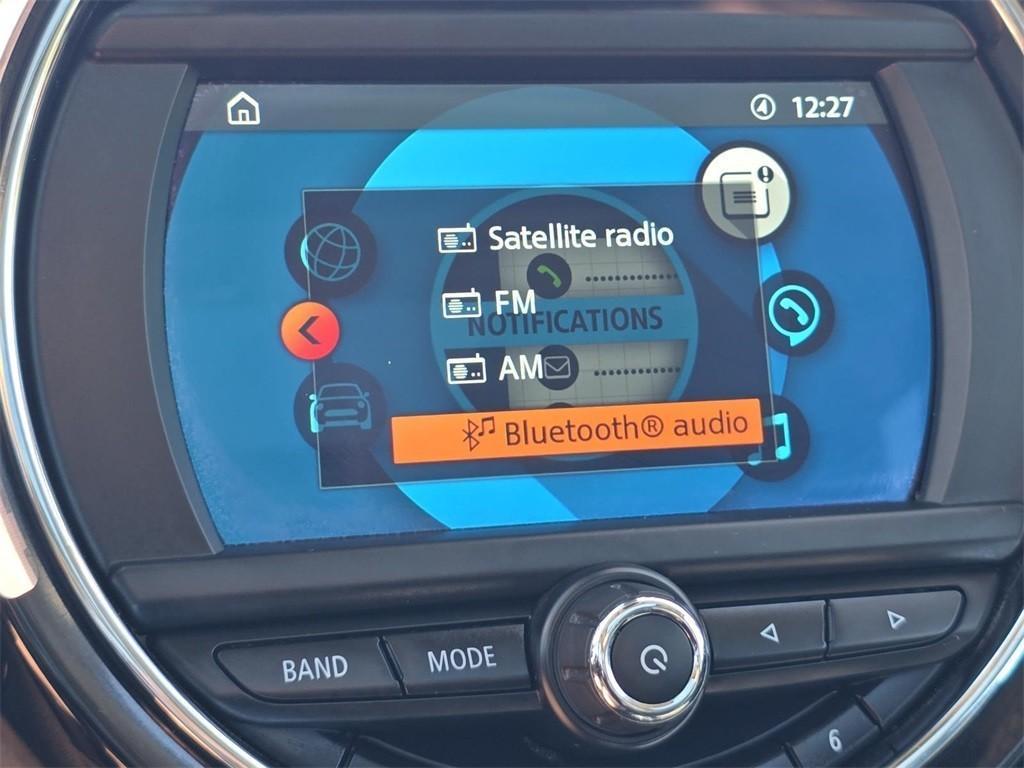 12:27
Satellite radio
FM
NOTIFICATIONS
AM
Bluetooth® audio
BAND
MODE
6